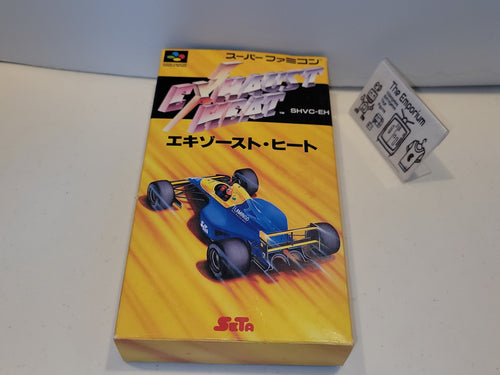 スーパーファミコン
EXHAUST
HEAT
SHVC-EH
エキゾースト・ヒート
SETA
The Emporium